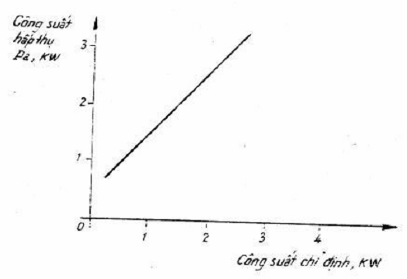 Công suất
hấp thụ
Pa, KW
3
2
1
0
1
2
3
4
Công suất chỉ định, KW